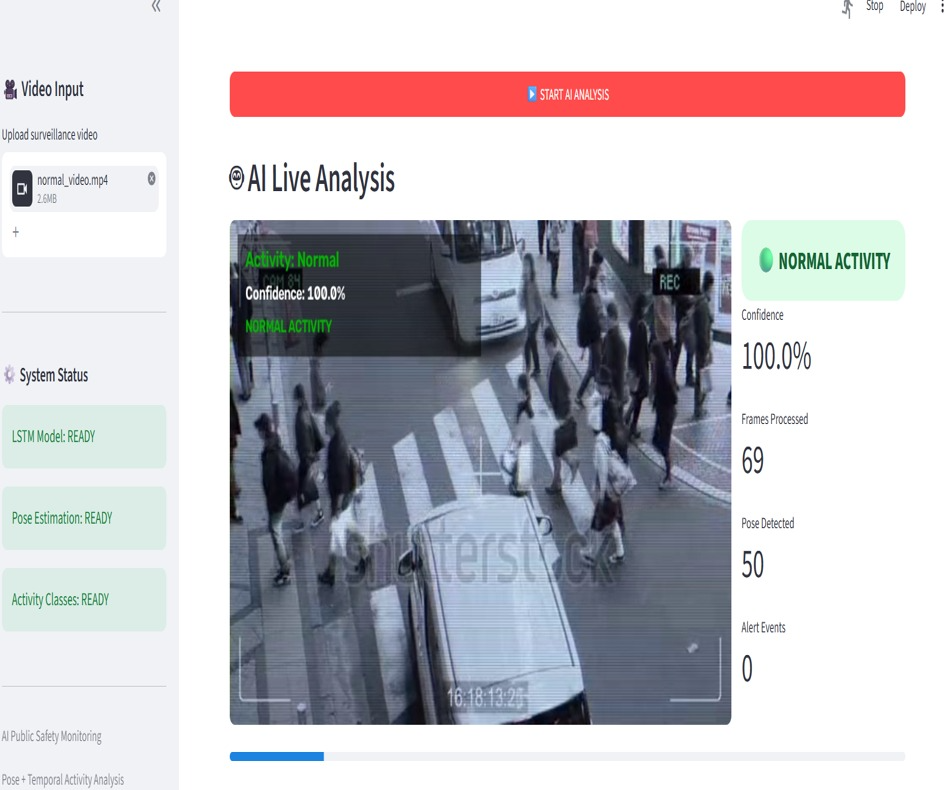 Stop
Deploy
Video Input
Upload surveillance video
normal_video.mp4
2.6MB
+
System Status
LSTM Model: READY
Pose Estimation: READY
Activity Classes: READY
AI Public Safety Monitoring
Pose + Temporal Activity Analysis
START AI ANALYSIS
AI Live Analysis
Activity: Normal
CAM 84
Confidence: 100.0%
NORMAL ACTIVITY
REC
shutterstock
16:18:13:25
NORMAL ACTIVITY
Confidence
100.0%
Frames Processed
69
Pose Detected
50
Alert Events
0